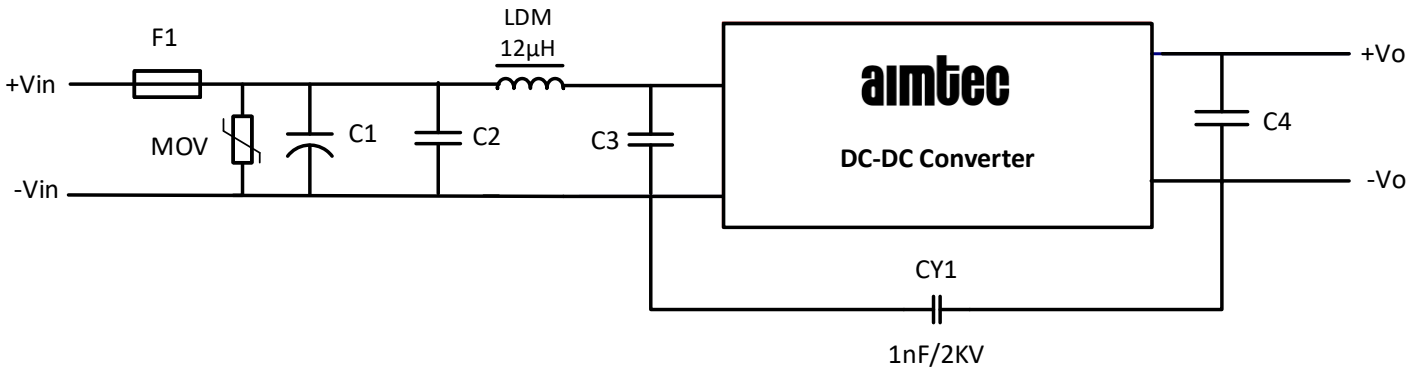 LDM
12µH
F1
+Vin
MOV
C1
C2
C3
-Vin
aimtec
DC-DC Converter
+Vo
C4
-Vo
CY1
1nF/2KV